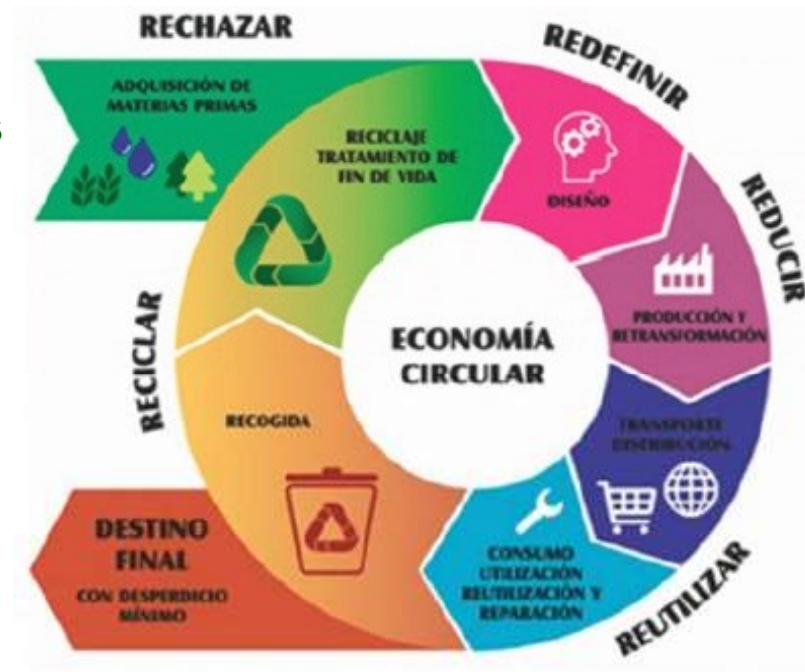 RECHAZAR
REDEFINIR
ADQUISICIÓN DE
MATERIAS PRIMAS
RECICLAJE
TRATAMIENTO DE
FIN DE VIDA
DISEÑO
REDUCIR
PRODUCCIÓN Y
RETRANSFORMACIÓN
ECONOMÍA
CIRCULAR
RECICLAR
RECOGIDA
TRANSPORTE
DISTRIBUCIÓN
DESTINO
FINAL
CON DESPERDICIO
MÍNIMO
CONSUMO
UTILIZACIÓN
REUTILIZACIÓN Y
REPARACIÓN
REUTILIZAR